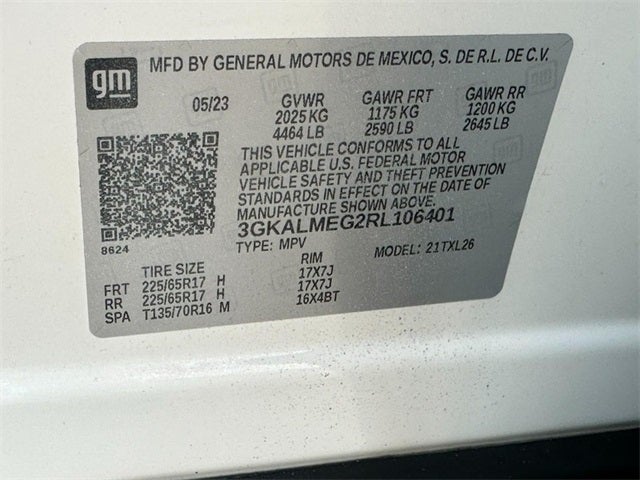 gm
MFD BY GENERAL MOTORS DE MEXICO, S. DE R.L. DE C.V.
05/23 GVWR GAWR FRT GAWR RR
2025 KG 1175 KG 1200 KG
4464 LB 2590 LB 2645 LB
THIS VEHICLE CONFORMS TO ALL
APPLICABLE U.S. FEDERAL MOTOR
VEHICLE SAFETY AND THEFT PREVENTION
STANDARDS IN EFFECT ON THE DATE OF
MANUFACTURE SHOWN ABOVE.
3GKALMEG2RL106401
8624
TYPE: MPV MODEL: 21TXL26
TIRE SIZE RIM
FRT 225/65R17 H 17X7J
RR 225/65R17 H 17X7J
SPA T135/70R16 M 16X4BT